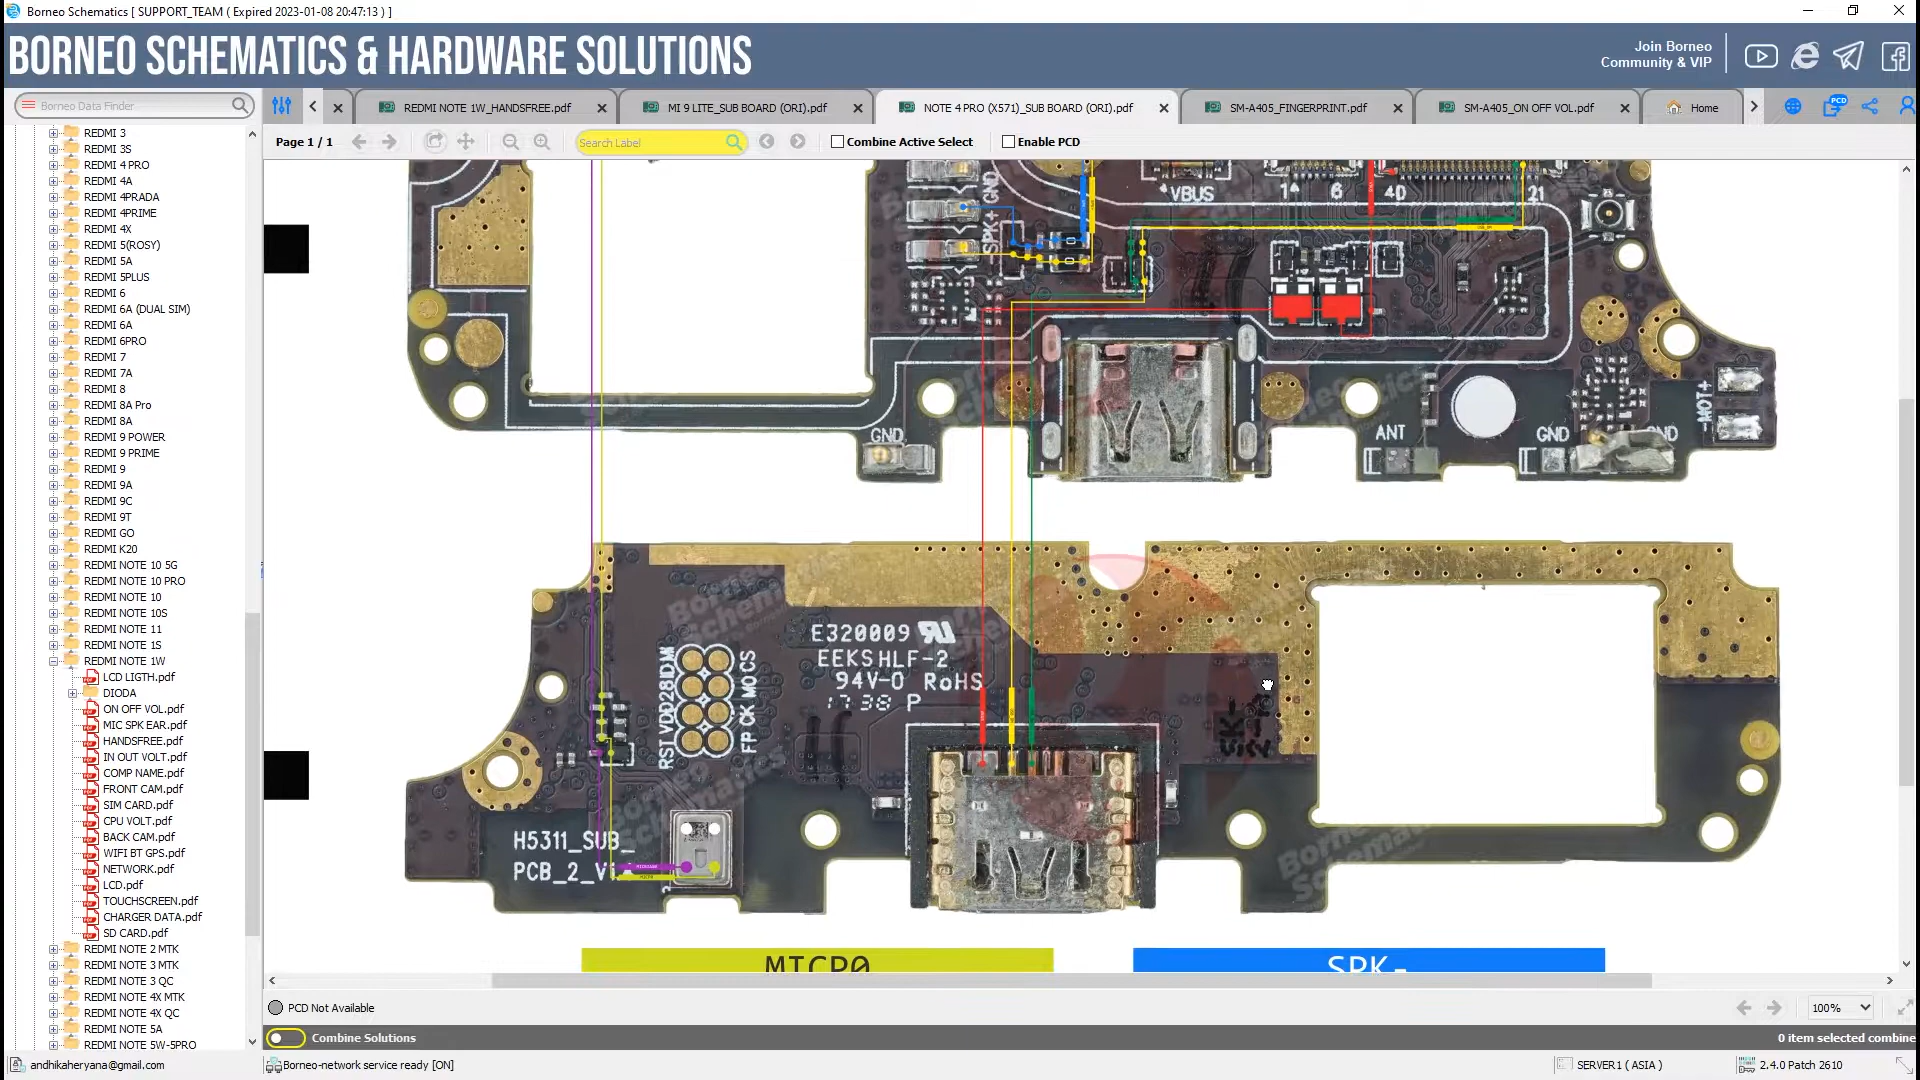 Borneo Schematics [ SUPPORT_TEAM ( Expired 2023-01-08 20:47:13 ) ]
BORNEO SCHEMATICS & HARDWARE SOLUTIONS
Join Borneo
Community & VIP
Borneo Data Finder
REDMI NOTE 1W_HANDSFREE.pdf
MI 9 LITE_SUB BOARD (ORI).pdf
NOTE 4 PRO (X571)_SUB BOARD (ORI).pdf
SM-A405_FINGERPRINT.pdf
SM-A405_ON OFF VOL.pdf
Home
PCD
Page 1 / 1
Search Label
Combine Active Select
Enable PCD
REDMI 3
REDMI 3S
REDMI 4 PRO
REDMI 4A
REDMI 4PRADA
REDMI 4PRIME
REDMI 4X
REDMI 5(ROSY)
REDMI 5A
REDMI 5PLUS
REDMI 6
REDMI 6A (DUAL SIM)
REDMI 6A
REDMI 6PRO
REDMI 7
REDMI 7A
REDMI 8
REDMI 8A Pro
REDMI 8A
REDMI 9 POWER
REDMI 9 PRIME
REDMI 9
REDMI 9A
REDMI 9C
REDMI 9T
REDMI GO
REDMI K20
REDMI NOTE 10 5G
REDMI NOTE 10 PRO
REDMI NOTE 10
REDMI NOTE 10S
REDMI NOTE 11
REDMI NOTE 1S
REDMI NOTE 1W
LCD LIGTH.pdf
DIODA
ON OFF VOL.pdf
MIC SPK EAR.pdf
HANDSFREE.pdf
IN OUT VOLT.pdf
COMP NAME.pdf
FRONT CAM.pdf
SIM CARD.pdf
CPU VOLT.pdf
BACK CAM.pdf
WIFI BT GPS.pdf
NETWORK.pdf
LCD.pdf
TOUCHSCREEN.pdf
CHARGER DATA.pdf
SD CARD.pdf
REDMI NOTE 2 MTK
REDMI NOTE 3 MTK
REDMI NOTE 3 QC
REDMI NOTE 4X MTK
REDMI NOTE 4X QC
REDMI NOTE 5A
REDMI NOTE 5W-5PRO
GND
SPK+
VBUS
1
6
40
21
GND
ANT
GND
GND
-MOT+
E320009
EEKSHLF-2
94V-0 RoHS
1738 P
RST VDD28IDMI
FP CK MO CS
H5311_SUB_
PCB_2_V1
Borneo
Schematics
MICP0
SPK-
PCD Not Available
100%
Combine Solutions
0 item selected combine
andhikaheryana@gmail.com
Borneo-network service ready [ON]
SERVER1 ( ASIA )
2.4.0 Patch 2610